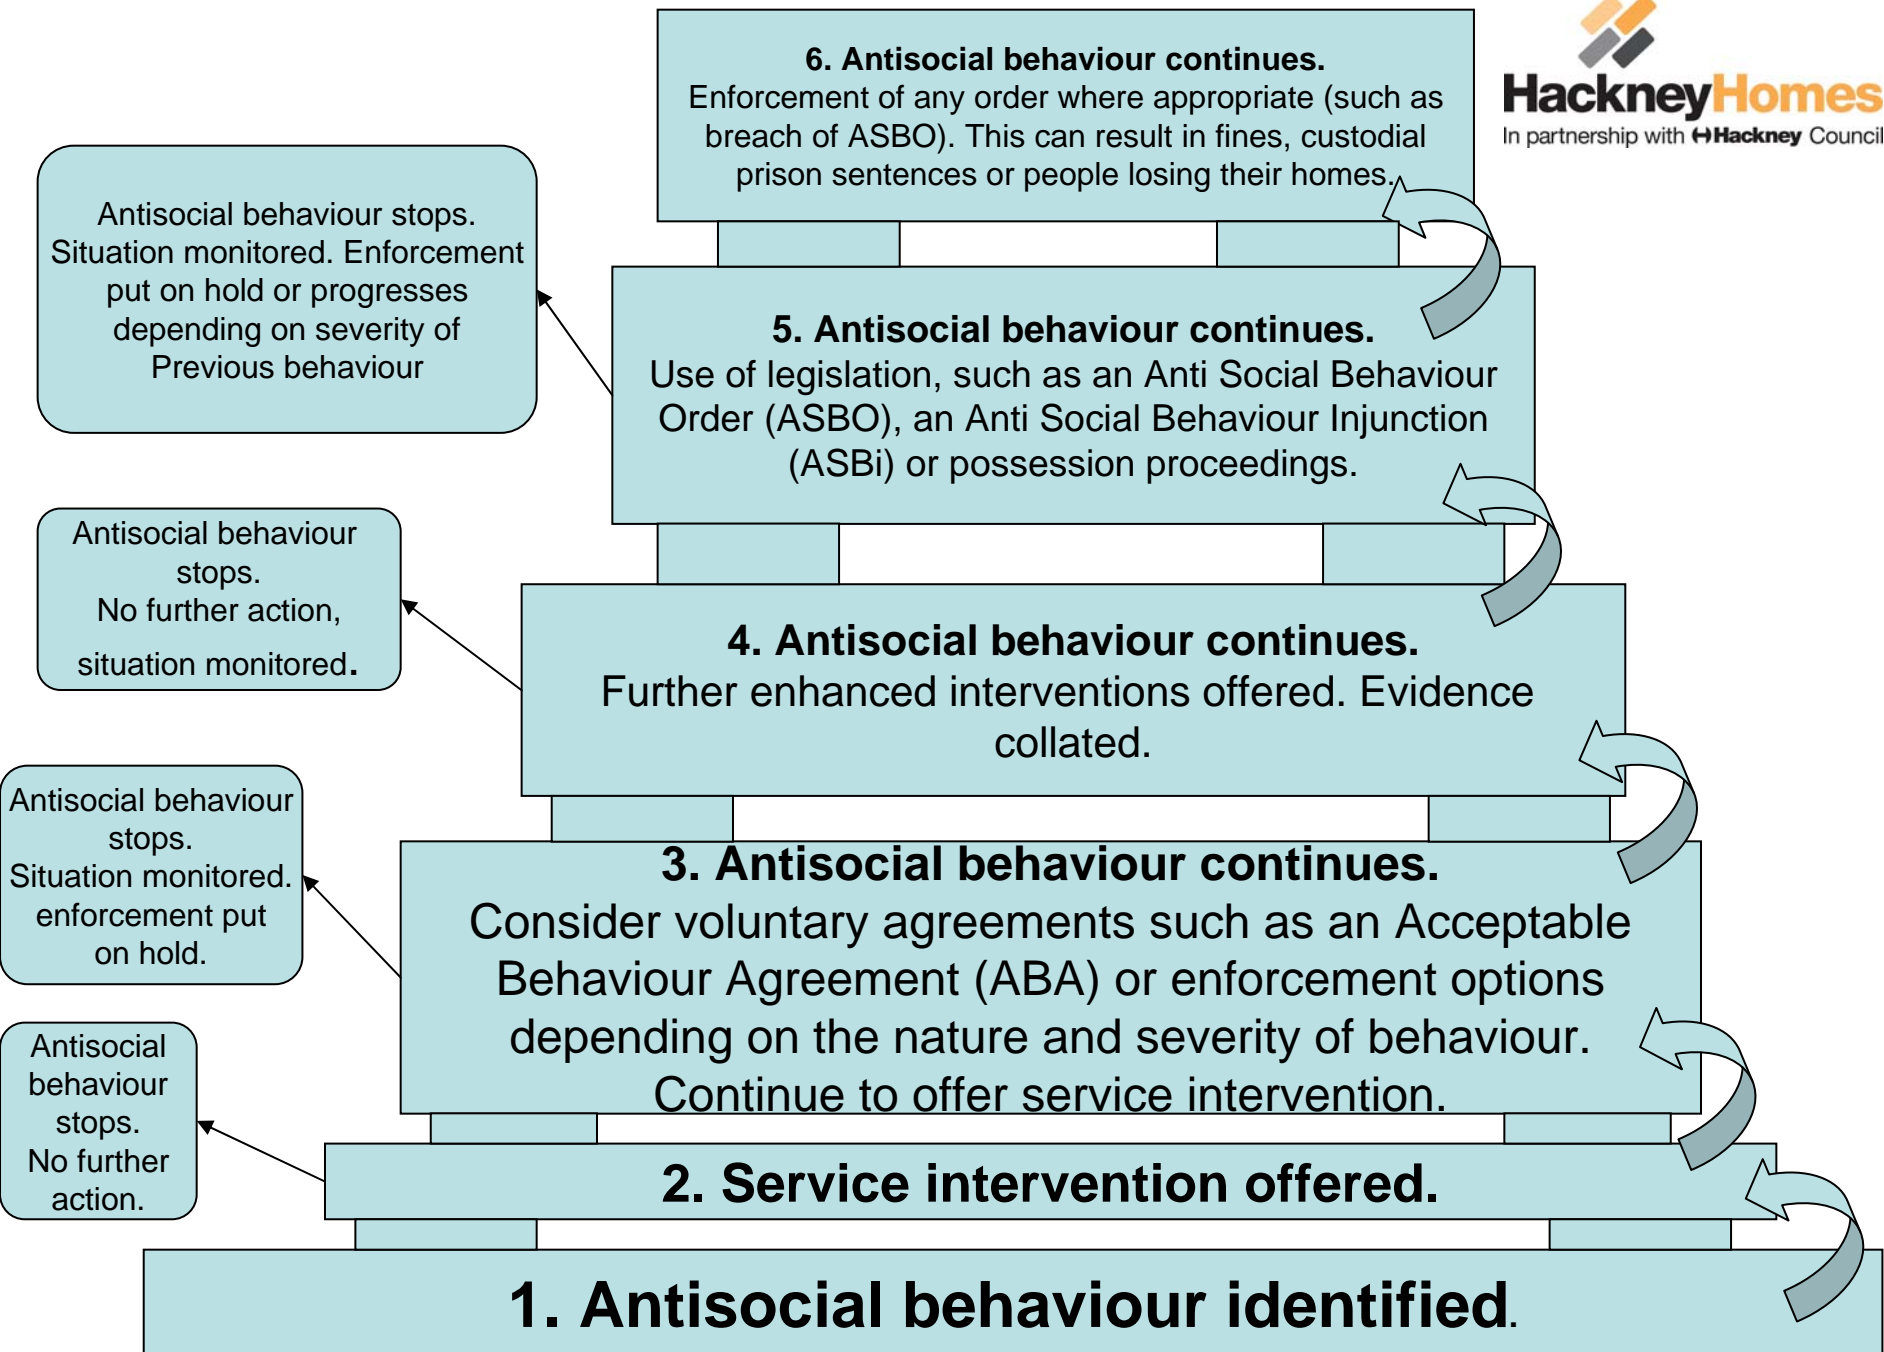 HackneyHomes
In partnership with Hackney Council
6. Antisocial behaviour continues.
Enforcement of any order where appropriate (such as
breach of ASBO). This can result in fines, custodial
prison sentences or people losing their homes.
Antisocial behaviour stops.
Situation monitored. Enforcement
put on hold or progresses
depending on severity of
Previous behaviour
5. Antisocial behaviour continues.
Use of legislation, such as an Anti Social Behaviour
Order (ASBO), an Anti Social Behaviour Injunction
(ASBi) or possession proceedings.
Antisocial behaviour
stops.
No further action,
situation monitored.
4. Antisocial behaviour continues.
Further enhanced interventions offered. Evidence
collated.
Antisocial behaviour
stops.
Situation monitored.
enforcement put
on hold.
3. Antisocial behaviour continues.
Consider voluntary agreements such as an Acceptable
Behaviour Agreement (ABA) or enforcement options
depending on the nature and severity of behaviour.
Continue to offer service intervention.
Antisocial
behaviour
stops.
No further
action.
2. Service intervention offered.
1. Antisocial behaviour identified.